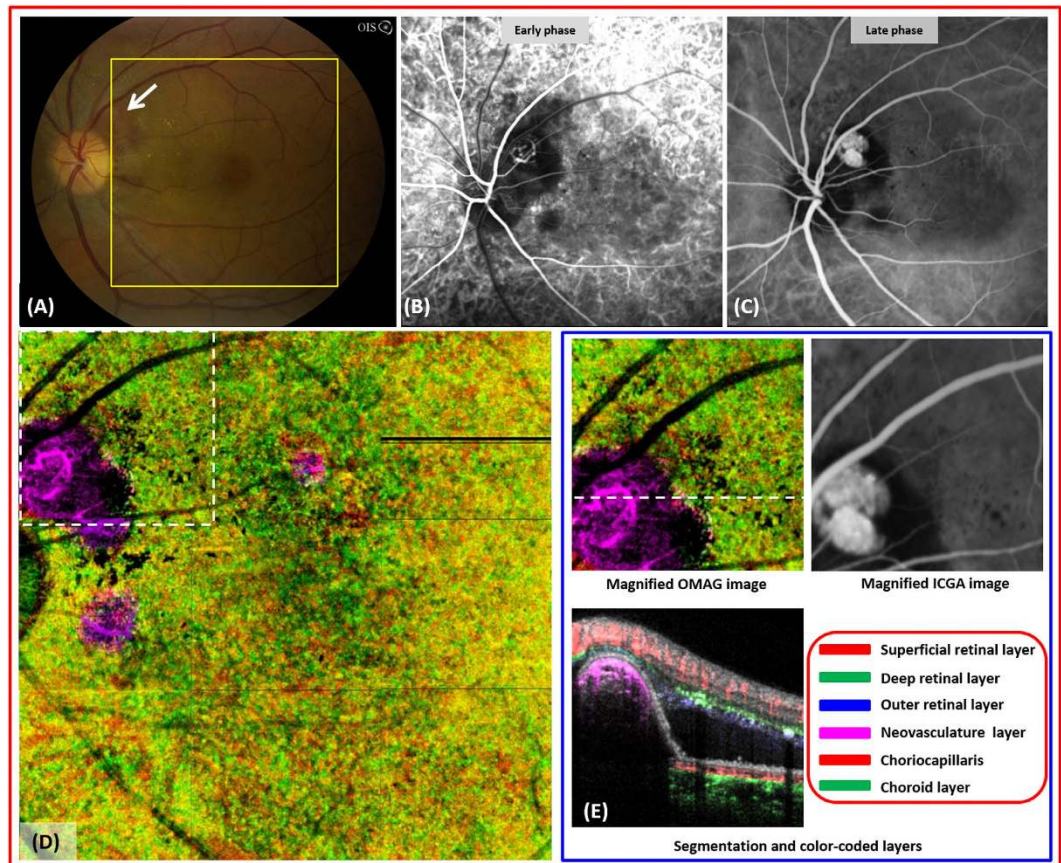 OIS
Early phase
Late phase
(A)
(B)
(C)
(D)
Magnified OMAG image
Magnified ICGA image
(E)
Superficial retinal layer
Deep retinal layer
Outer retinal layer
Neovasculature layer
Choriocapillaris
Choroid layer
Segmentation and color-coded layers